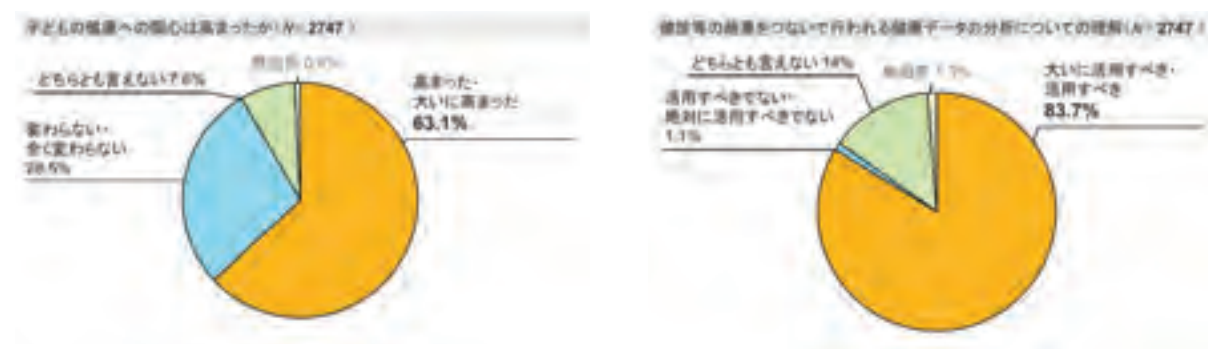 子どもの健康への関心は高まったか(N=2747)
無回答 0.8%
どちらとも言えない 7.6%
高まった・
大いに高まった
63.1%
変わらない・
全く変わらない
28.5%
健診等の結果をつないで行われる健康データの分析についての理解(N=2747)
どちらとも言えない 14%
無回答
大いに活用すべき・
活用すべき
83.7%
活用すべきでない・
絶対に活用すべきでない
1.1%